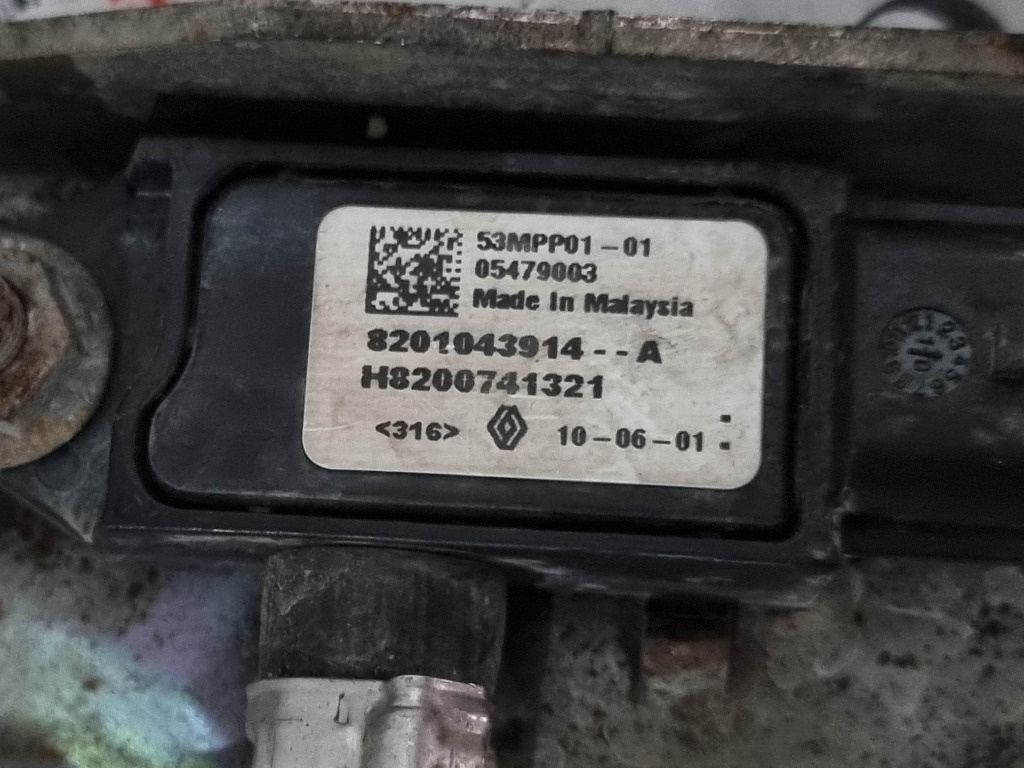 53MPP01-01
05479003
Made In Malaysia
8201043914--A
H8200741321
<316> 10-06-01 :